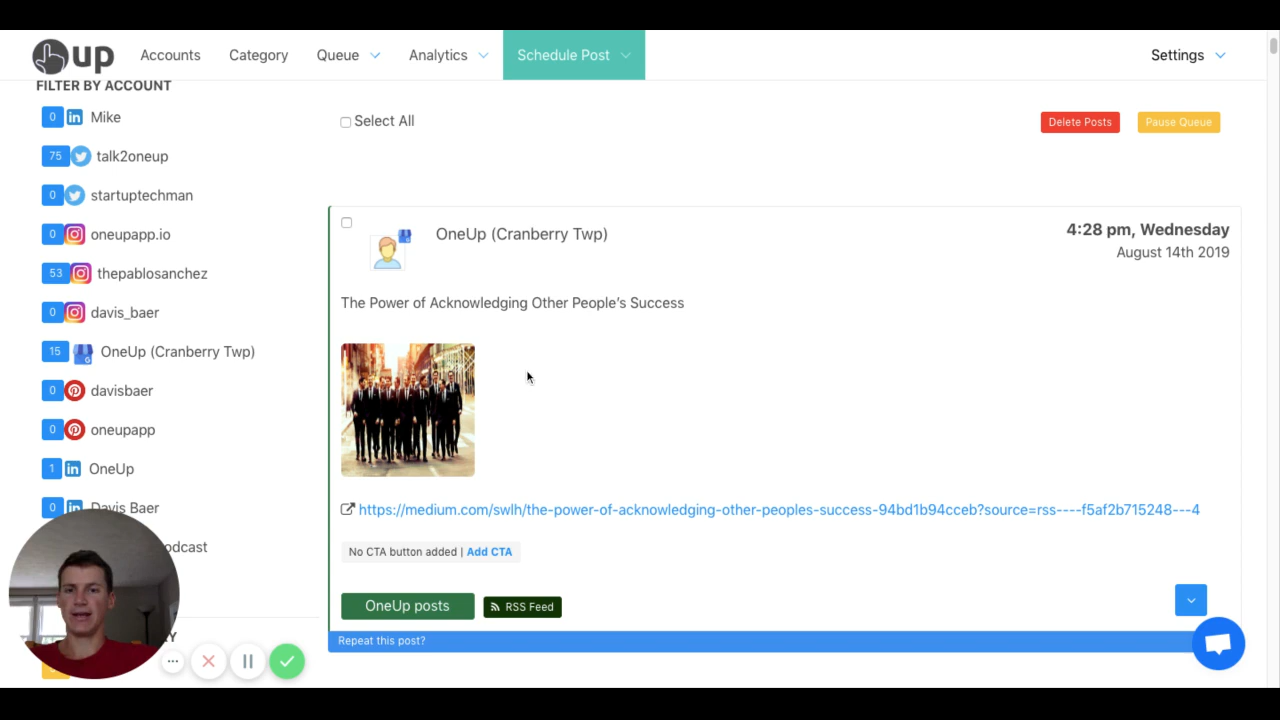 up
Accounts
Category
Queue
Analytics
Schedule Post
Settings
FILTER BY ACCOUNT
0 in Mike
75 talk2oneup
0 startuptechman
0 oneupapp.io
53 thepablosanchez
0 davis_baer
15 OneUp (Cranberry Twp)
0 davisbaer
0 oneupapp
1 in OneUp
0 in Davis Baer
odcast
Y
Select All
Delete Posts
Pause Queue
OneUp (Cranberry Twp)
4:28 pm, Wednesday
August 14th 2019
The Power of Acknowledging Other People’s Success
https://medium.com/swlh/the-power-of-acknowledging-other-peoples-success-94bd1b94cceb?source=rss----f5af2b715248---4
No CTA button added | Add CTA
OneUp posts
RSS Feed
Repeat this post?